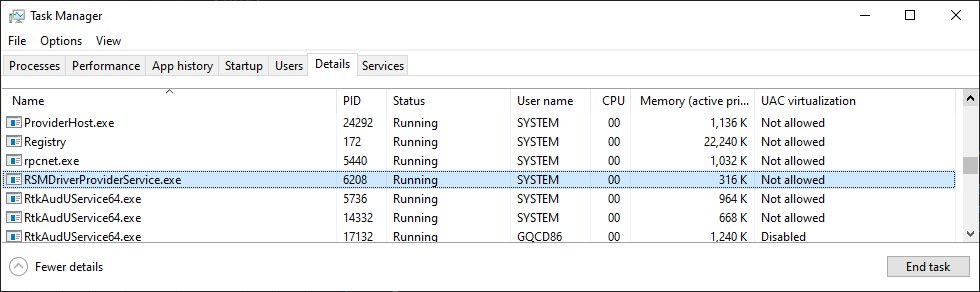 Task Manager
File Options View
Processes Performance App history Startup Users Details Services
Name PID Status User name CPU Memory (active pri... UAC virtualization
ProviderHost.exe 24292 Running SYSTEM 00 1,136 K Not allowed
Registry 172 Running SYSTEM 00 22,240 K Not allowed
rpcnet.exe 5440 Running SYSTEM 00 1,032 K Not allowed
RSMDriverProviderService.exe 6208 Running SYSTEM 00 316 K Not allowed
RtkAudUService64.exe 5736 Running SYSTEM 00 964 K Not allowed
RtkAudUService64.exe 14332 Running SYSTEM 00 668 K Not allowed
RtkAudUService64.exe 17132 Running GQCD86 00 1,240 K Disabled
Fewer details End task